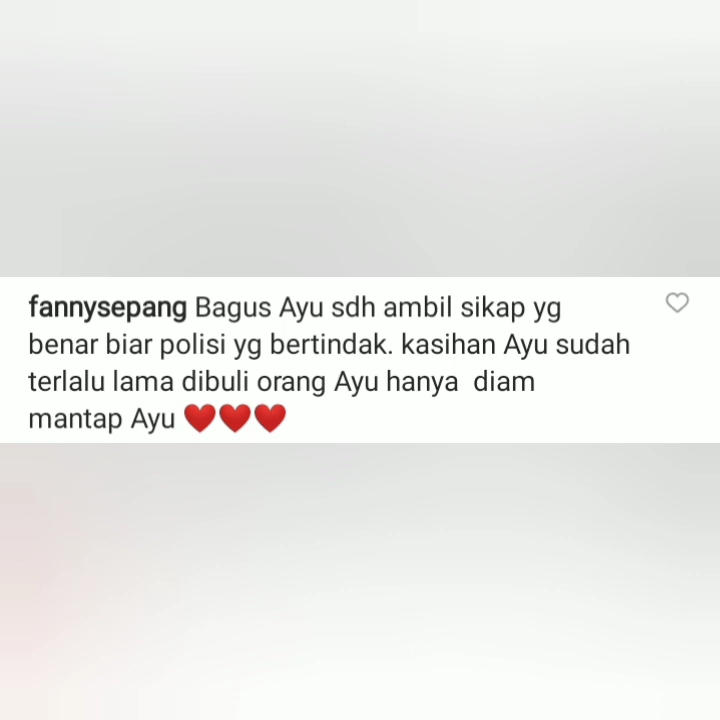 fannysepang Bagus Ayu sdh ambil sikap yg
benar biar polisi yg bertindak. kasihan Ayu sudah
terlalu lama dibuli orang Ayu hanya  diam
mantap Ayu ❤️❤️❤️